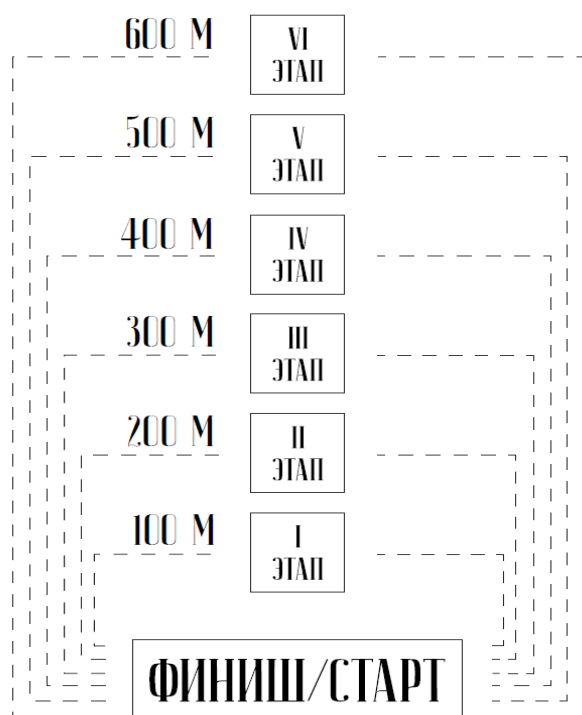 600 М
VI
ЭТАП
500 М
V
ЭТАП
400 М
IV
ЭТАП
300 М
III
ЭТАП
200 М
II
ЭТАП
100 М
I
ЭТАП
ФИНИШ/СТАРТ